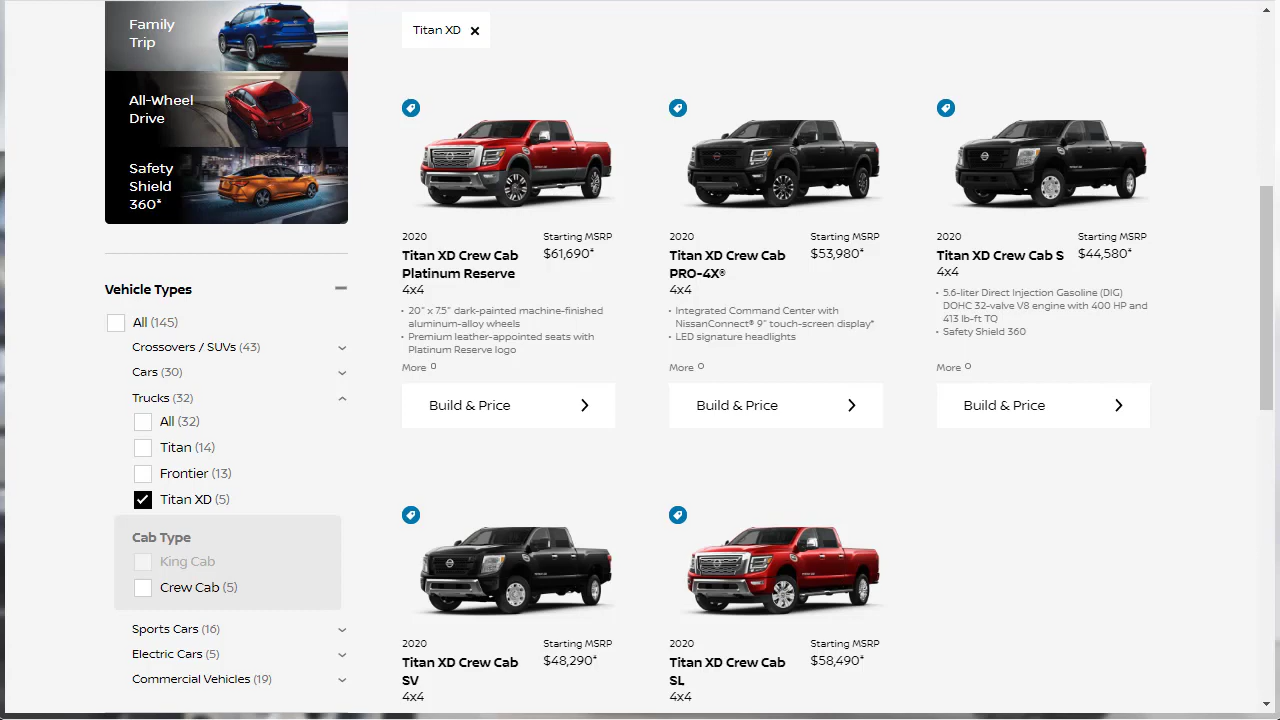 Family
Trip
All-Wheel
Drive
Safety
Shield
360*
Vehicle Types
All (145)
Crossovers / SUVs (43)
Cars (30)
Trucks (32)
All (32)
Titan (14)
Frontier (13)
Titan XD (5)
Cab Type
King Cab
Crew Cab (5)
Sports Cars (16)
Electric Cars (5)
Commercial Vehicles (19)
Titan XD
2020
Titan XD Crew Cab
Platinum Reserve
4x4
Starting MSRP
$61,690*
• 20" x 7.5" dark-painted machine-finished
aluminum-alloy wheels
• Premium leather-appointed seats with
Platinum Reserve logo
More
Build & Price
2020
Titan XD Crew Cab
PRO-4X®
4x4
Starting MSRP
$53,980*
• Integrated Command Center with
NissanConnect® 9" touch-screen display*
• LED signature headlights
More
Build & Price
2020
Titan XD Crew Cab S
4x4
Starting MSRP
$44,580*
• 5.6-liter Direct Injection Gasoline (DIG)
DOHC 32-valve V8 engine with 400 HP and
413 lb-ft TQ
• Safety Shield 360
More
Build & Price
2020
Titan XD Crew Cab
SV
4x4
Starting MSRP
$48,290*
2020
Titan XD Crew Cab
SL
4x4
Starting MSRP
$58,490*